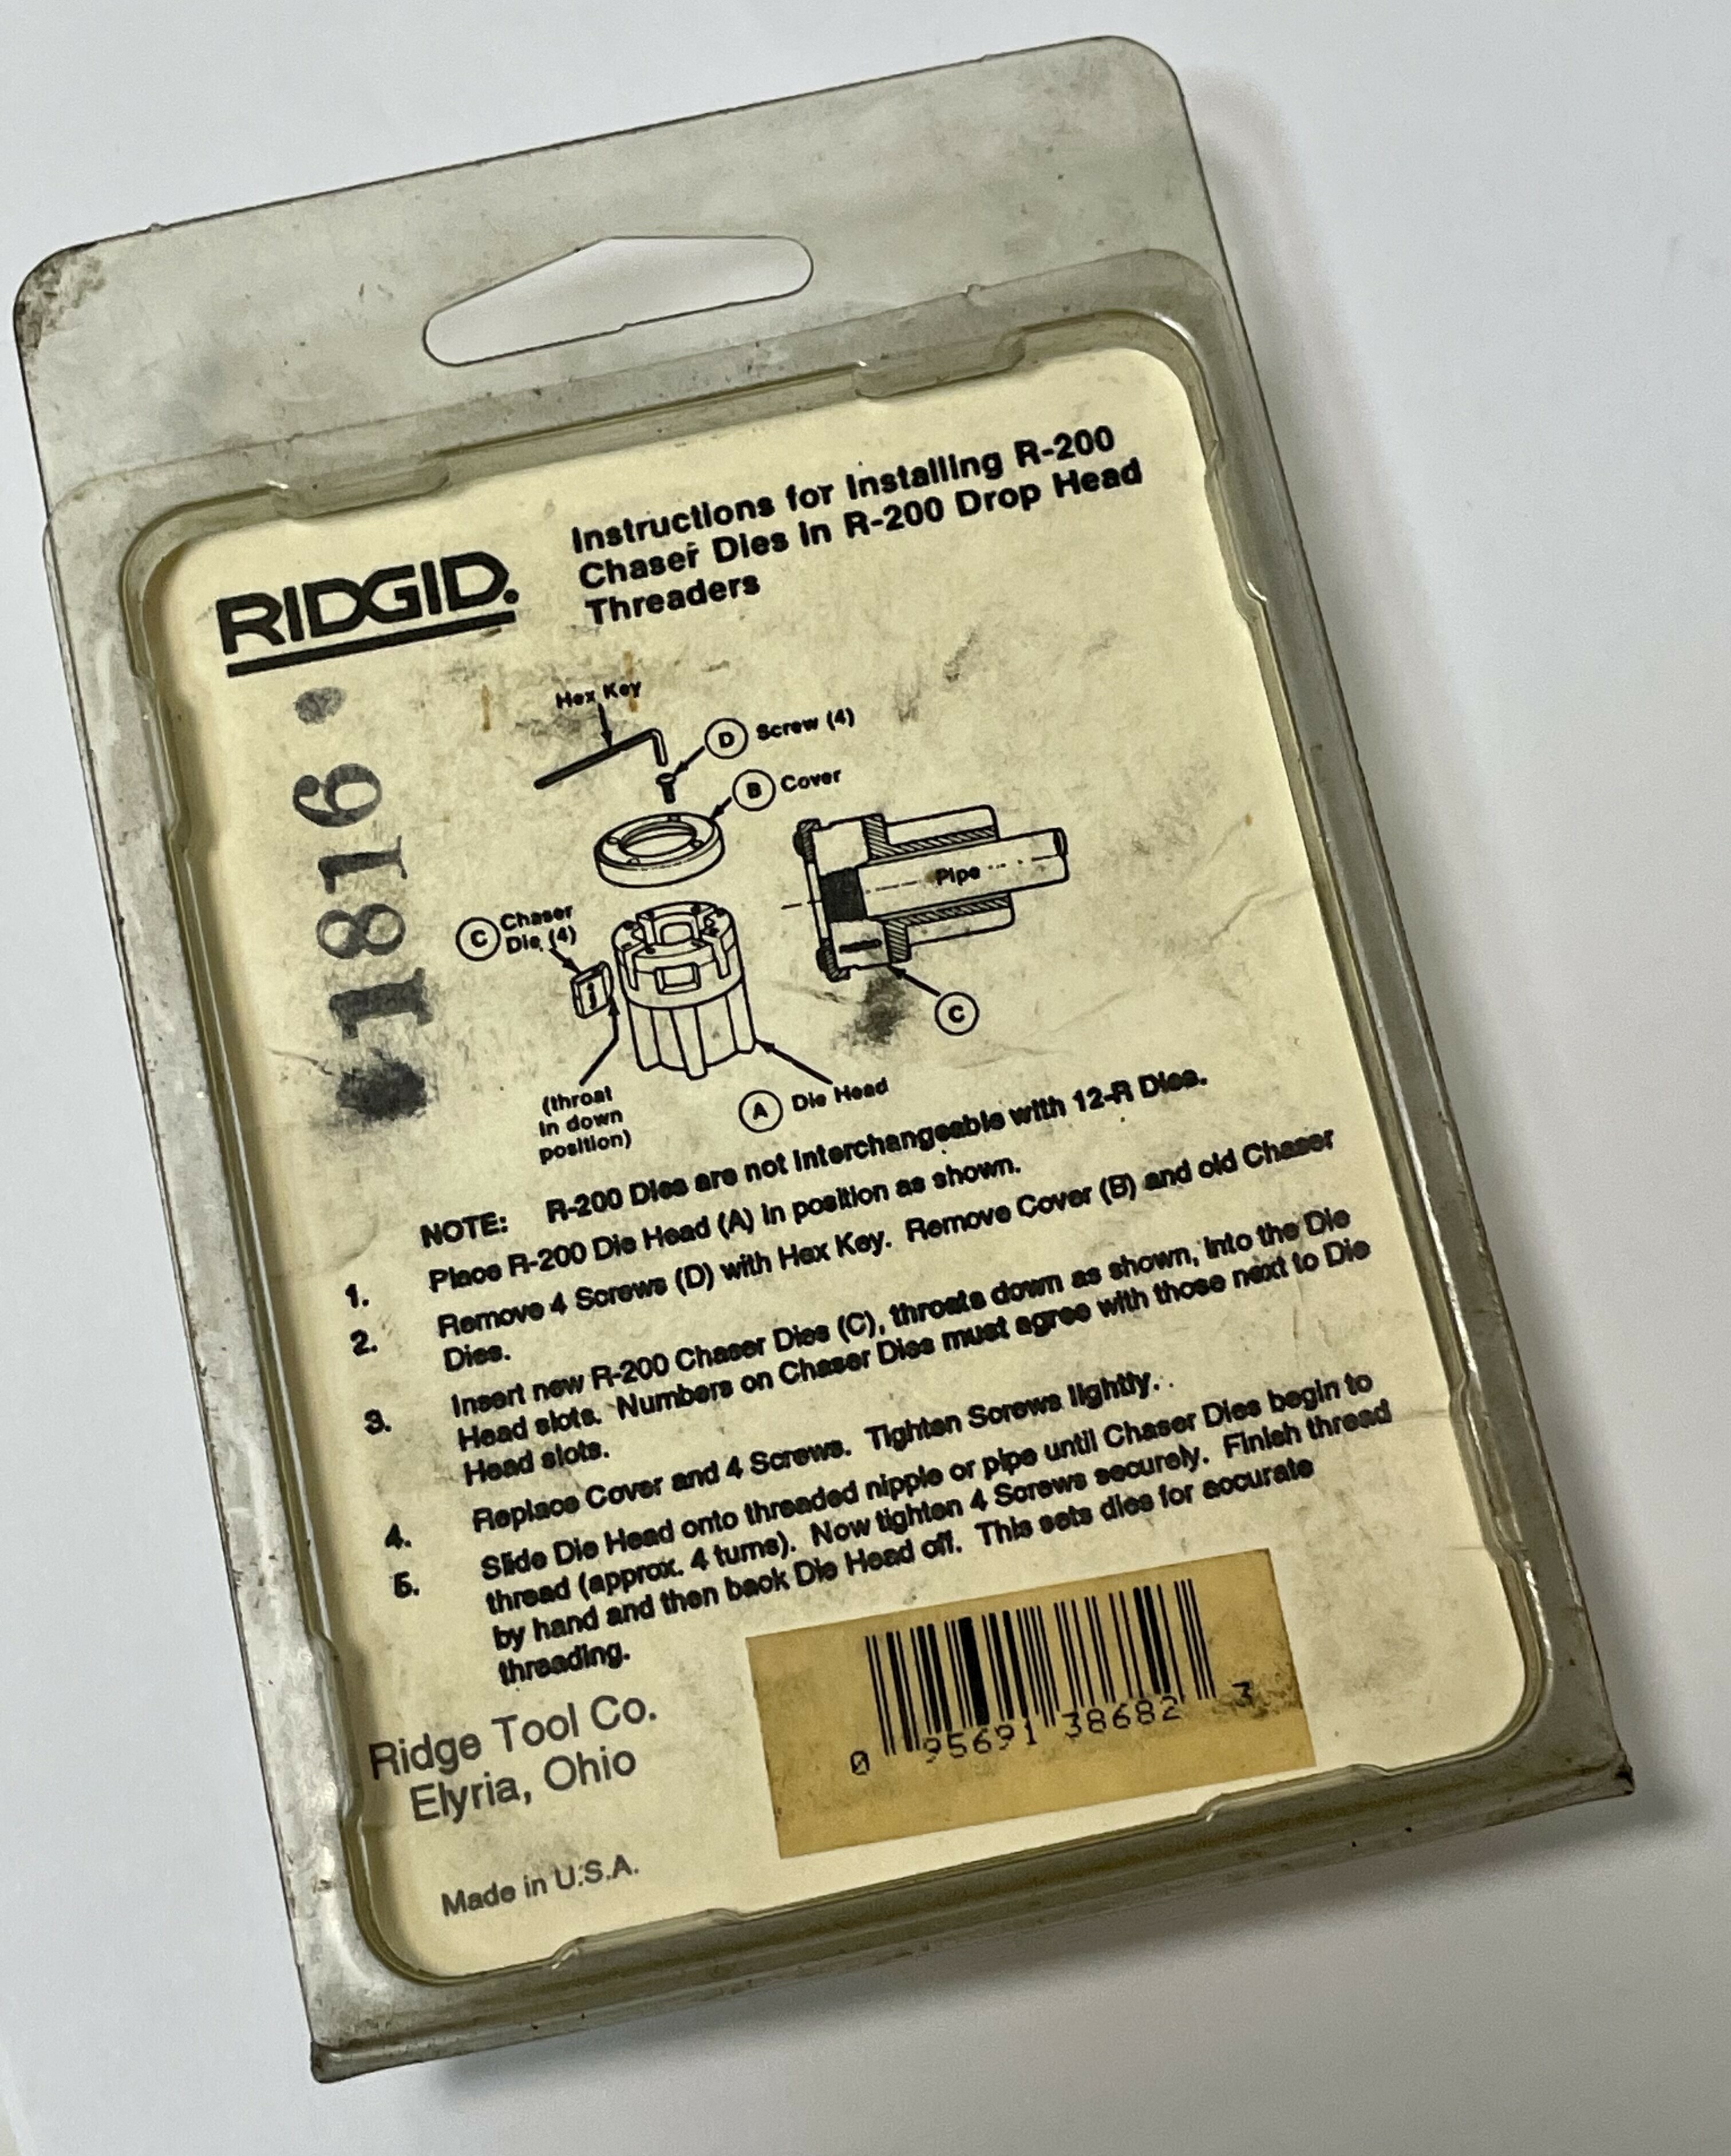 RIDGID.
Instructions for Installing R-200
Chaser Dies in R-200 Drop Head
Threaders
Hex Key
D Screw (4)
B Cover
Pipe
C Chaser
Die (4)
C
(throat
in down
position)
A Die Head
1816
NOTE: R-200 Dies are not interchangeable with 12-R Dies.
1. Place R-200 Die Head (A) in position as shown.
2. Remove 4 Screws (D) with Hex Key. Remove Cover (B) and old Chaser
Dies.
3. Insert new R-200 Chaser Dies (C), throats down as shown, into the Die
Head slots. Numbers on Chaser Dies must agree with those next to Die
Head slots.
4. Replace Cover and 4 Screws. Tighten Screws lightly.
5. Slide Die Head onto threaded nipple or pipe until Chaser Dies begin to
thread (approx. 4 turns). Now tighten 4 Screws securely. Finish thread
by hand and then back Die Head off. This sets dies for accurate
threading.
0 95691 38682 3
Ridge Tool Co.
Elyria, Ohio
Made in U.S.A.